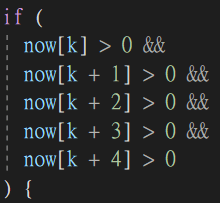 if (
now[k] > 0 &&
now[k + 1] > 0 &&
now[k + 2] > 0 &&
now[k + 3] > 0 &&
now[k + 4] > 0
) {